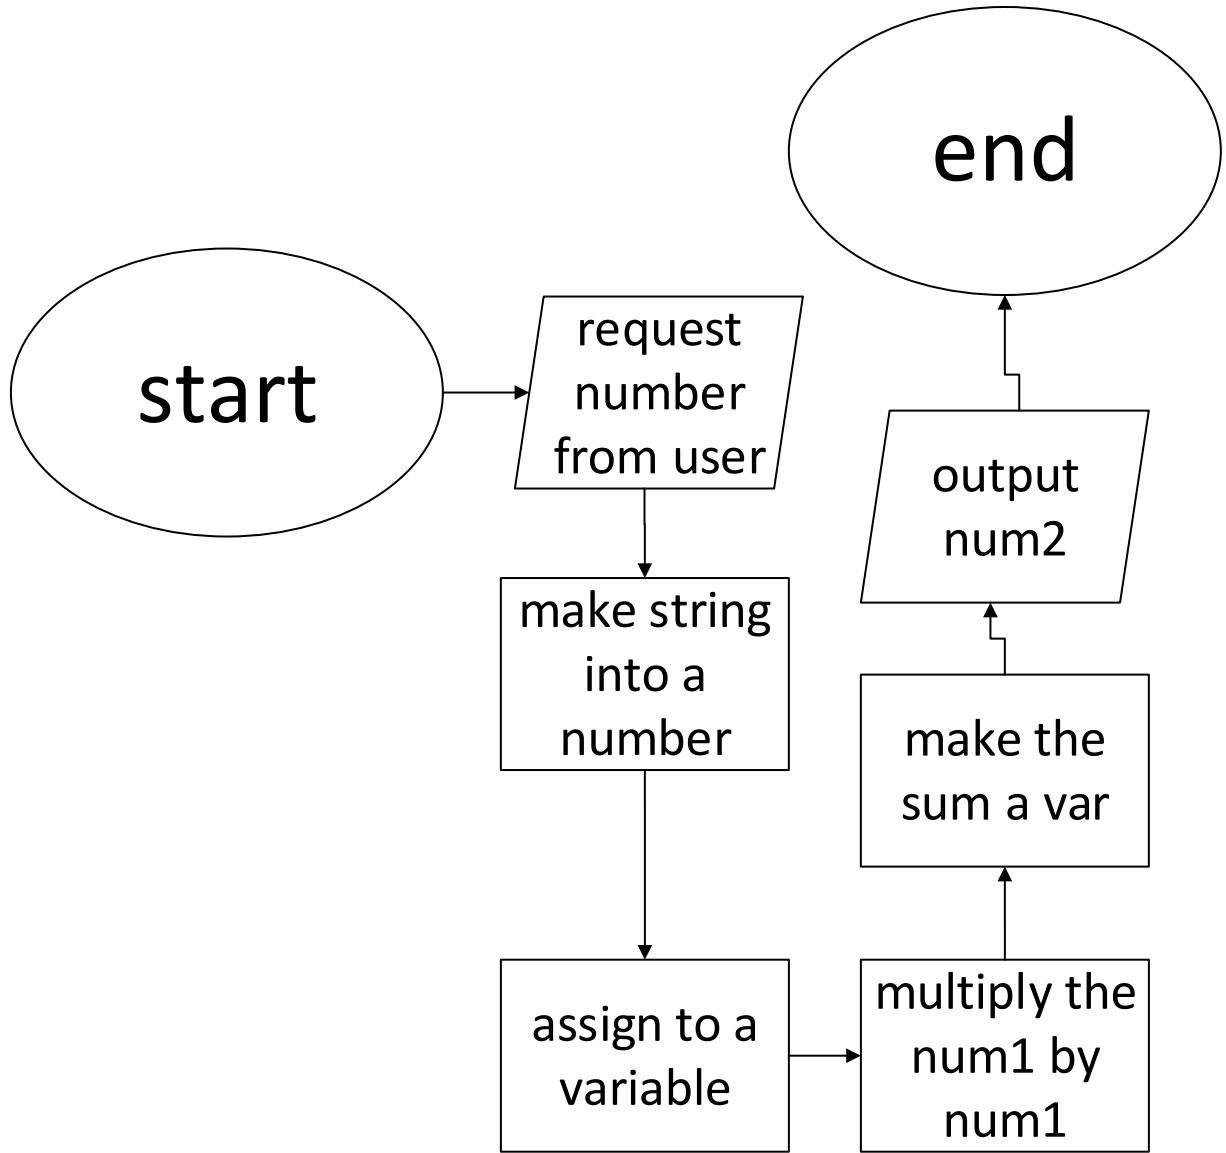 start
request
number
from user
make string
into a
number
assign to a
variable
multiply the
num1 by
num1
make the
sum a var
output
num2
end